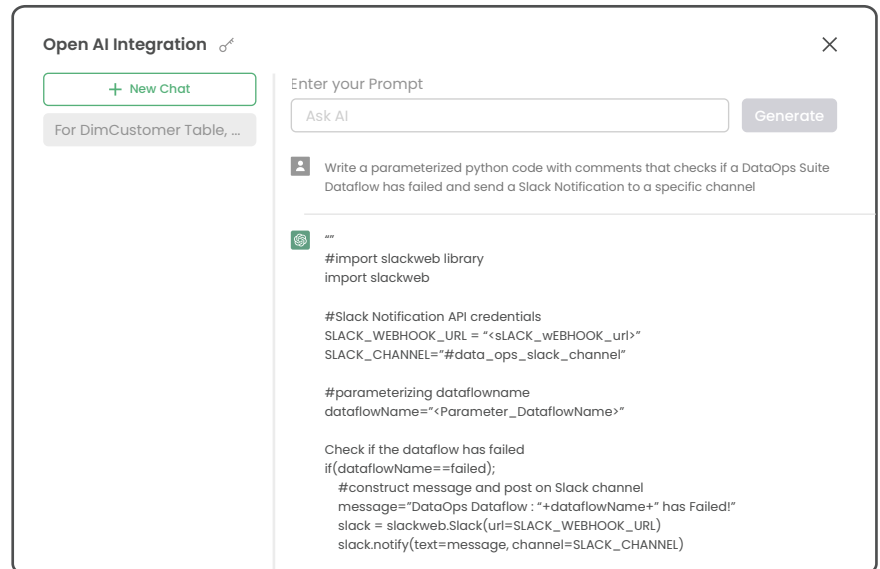 Open AI Integration
+ New Chat
For DimCustomer Table, ...
Enter your Prompt
Ask AI
Generate
Write a parameterized python code with comments that checks if a DataOps Suite
Dataflow has failed and send a Slack Notification to a specific channel
“”
#import slackweb library
import slackweb
#Slack Notification API credentials
SLACK_WEBHOOK_URL = “<sLACK_wEBHOOK_url>”
SLACK_CHANNEL=”#data_ops_slack_channel”
#parameterizing dataflowname
dataflowName=”<Parameter_DataflowName>”
Check if the dataflow has failed
if(dataflowName==failed);
#construct message and post on Slack channel
message=”DataOps Dataflow : “+dataflowName+” has Failed!”
slack = slackweb.Slack(url=SLACK_WEBHOOK_URL)
slack.notify(text=message, channel=SLACK_CHANNEL)